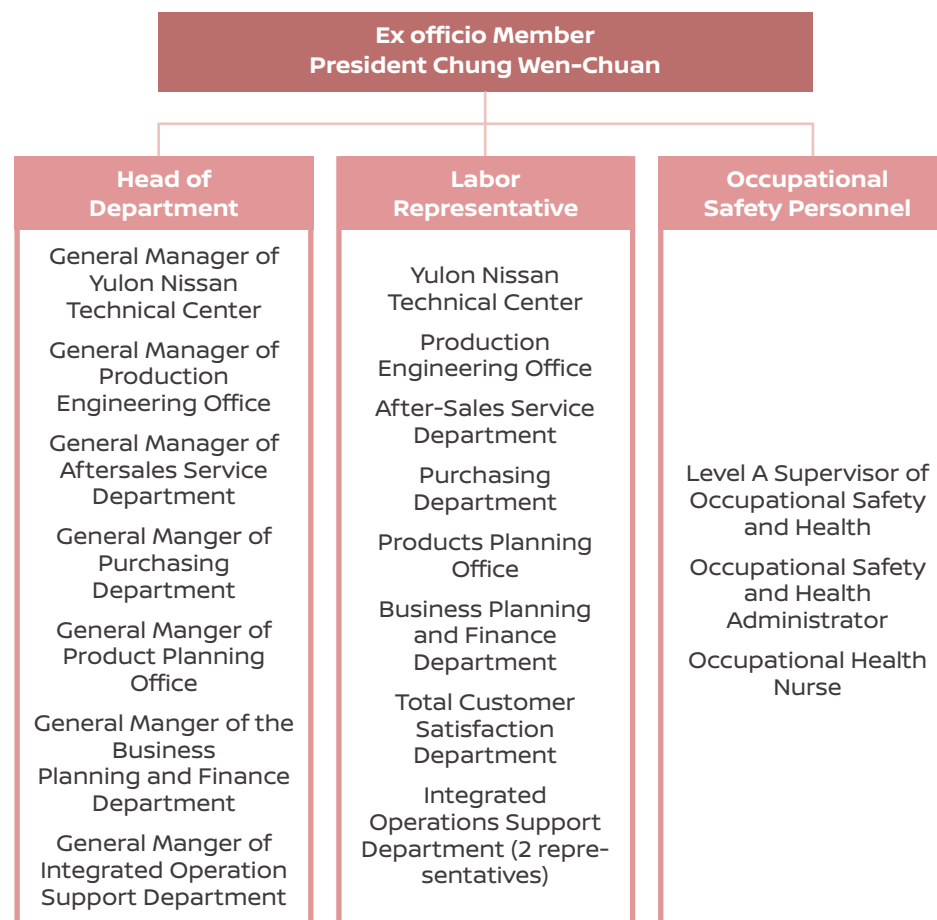 Ex officio Member
President Chung Wen-Chuan
Head of
Department
General Manager of
Yulon Nissan
Technical Center
General Manager of
Production
Engineering Office
General Manager of
Aftersales Service
Department
General Manger of
Purchasing
Department
General Manger of
Product Planning
Office
General Manger of the
Business
Planning and Finance
Department
General Manger of
Integrated Operation
Support Department
Labor
Representative
Yulon Nissan
Technical Center
Production
Engineering Office
After-Sales Service
Department
Purchasing
Department
Products Planning
Office
Business Planning
and Finance
Department
Total Customer
Satisfaction
Department
Integrated
Operations Support
Department (2 repre-
sentatives)
Occupational
Safety Personnel
Level A Supervisor of
Occupational Safety
and Health
Occupational Safety
and Health
Administrator
Occupational Health
Nurse